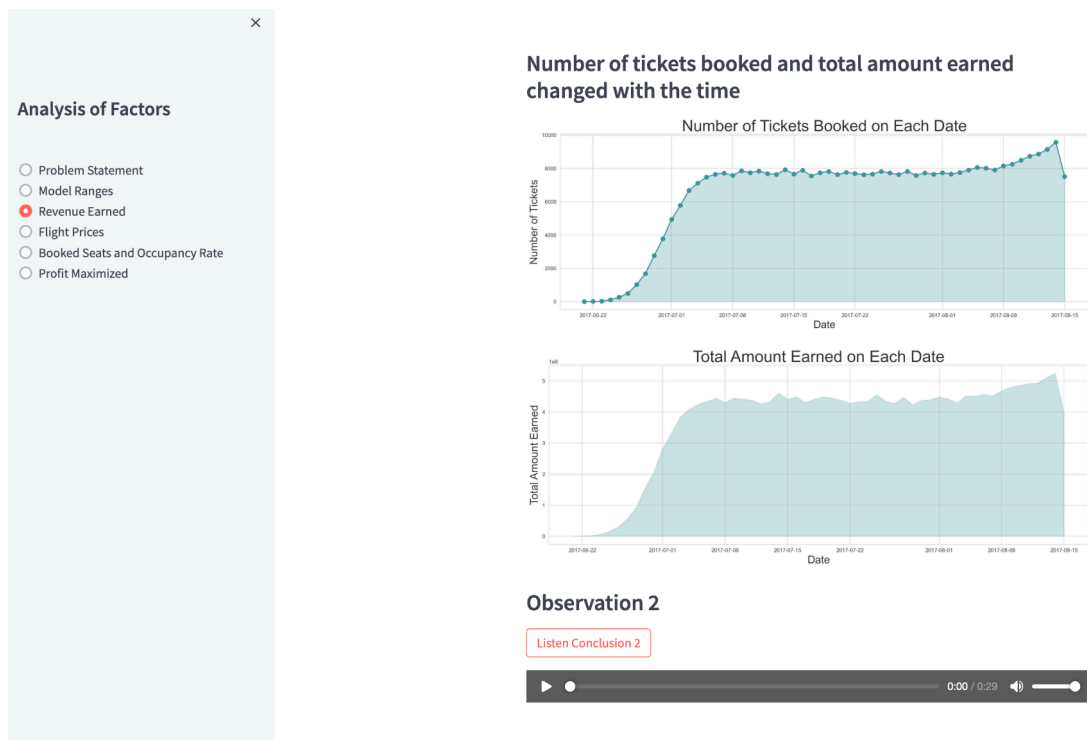 ×
Analysis of Factors
Problem Statement
Model Ranges
Revenue Earned
Flight Prices
Booked Seats and Occupancy Rate
Profit Maximized
Number of tickets booked and total amount earned
changed with the time
Number of Tickets Booked on Each Date
Number of Tickets
10000
8000
6000
4000
2000
0
2017-06-22 2017-07-01 2017-07-08 2017-07-15 2017-07-22 2017-08-01 2017-08-08 2017-08-15
Date
Total Amount Earned on Each Date
1e8
Total Amount Earned
5
4
3
2
1
0
2017-06-22 2017-07-01 2017-07-08 2017-07-15 2017-07-22 2017-08-01 2017-08-08 2017-08-15
Date
Observation 2
Listen Conclusion 2
0:00 / 0:29